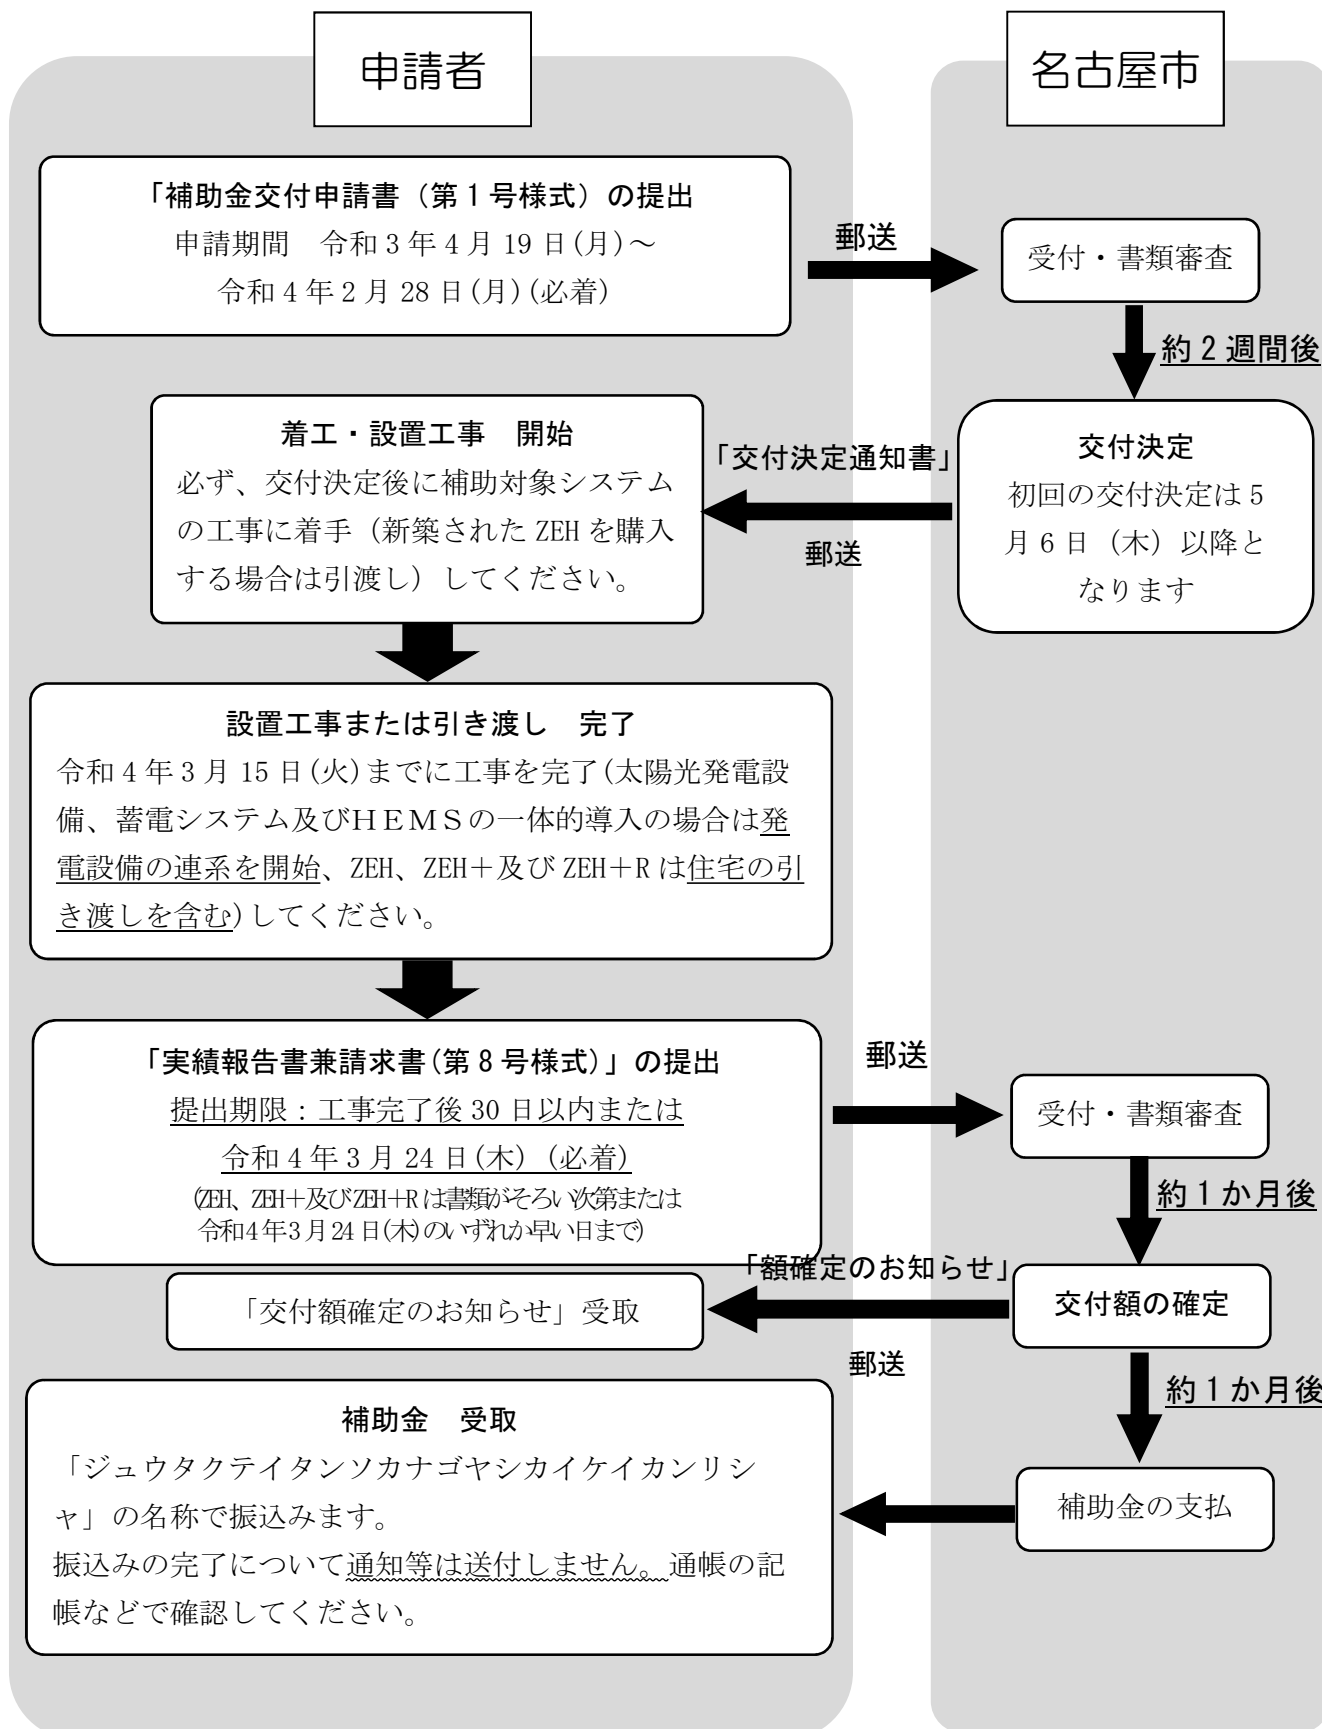 申請者
名古屋市
「補助金交付申請書（第１号様式）の提出
申請期間　令和３年４月 19 日(月)～
令和４年２月 28 日(月)(必着)
郵送
受付・書類審査
約２週間後
着工・設置工事　開始
必ず、交付決定後に補助対象システム
の工事に着手（新築された ZEH を購入
する場合は引渡し）してください。
「交付決定通知書」
郵送
交付決定
初回の交付決定は５
月６日（木）以降と
なります
設置工事または引き渡し　完了
令和４年３月 15 日(火)までに工事を完了(太陽光発電設
備、蓄電システム及びＨＥＭＳの一体的導入の場合は発
電設備の連系を開始、ZEH、ZEH＋及び ZEH＋R は住宅の引
き渡しを含む)してください。
「実績報告書兼請求書(第８号様式)」の提出
提出期限：工事完了後 30 日以内または
令和４年３月 24 日(木)（必着)
(ZEH、ZEH＋及びZEH＋R は書類がそろい次第または
令和４年３月 24 日(木)のいずれか早い日まで)
郵送
受付・書類審査
約１か月後
「額確定のお知らせ」
「交付額確定のお知らせ」受取
交付額の確定
郵送
約１か月後
補助金　受取
「ジュウタクテイタンソカナゴヤシカイケイカンリシ
ャ」の名称で振込みます。
振込みの完了について通知等は送付しません。通帳の記
帳などで確認してください。
補助金の支払